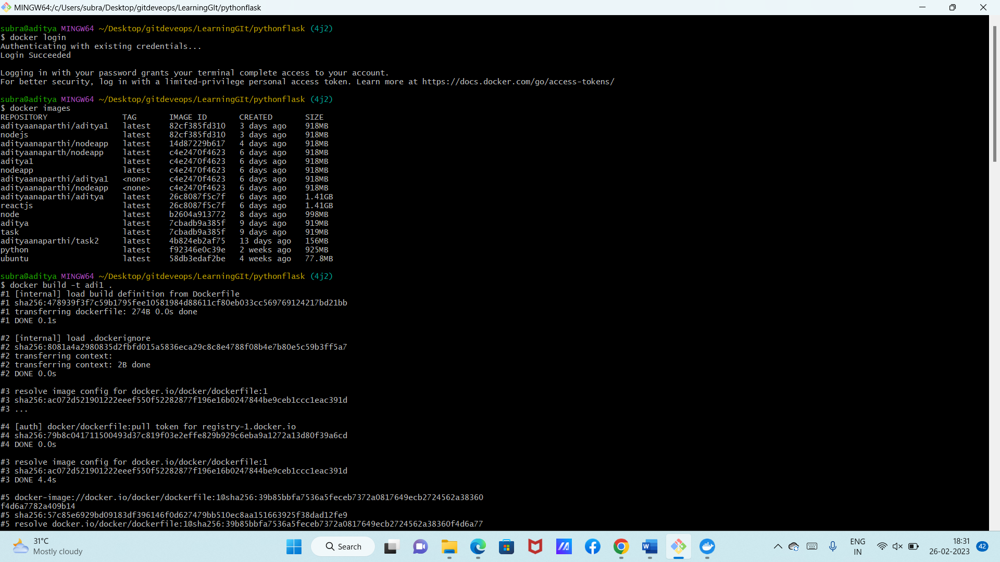 MINGW64:/c/Users/subra/Desktop/gitdeveops/LearningGIt/pythonflask
subra@aditya MINGW64 ~/Desktop/gitdeveops/LearningGIt/pythonflask (4j2)
$ docker login
Authenticating with existing credentials...
Login Succeeded
Logging in with your password grants your terminal complete access to your account.
For better security, log in with a limited-privilege personal access token. Learn more at https://docs.docker.com/go/access-tokens/
subra@aditya MINGW64 ~/Desktop/gitdeveops/LearningGIt/pythonflask (4j2)
$ docker images
REPOSITORY TAG IMAGE ID CREATED SIZE
adityaanaparthi/aditya1 latest 82cf385fd310 3 days ago 918MB
nodejs latest 82cf385fd310 3 days ago 918MB
adityaanaparthi/nodeapp latest 14d87229b617 4 days ago 918MB
adityaanaparth/nodeapp latest c4e2470f4623 6 days ago 918MB
aditya1 latest c4e2470f4623 6 days ago 918MB
nodeapp latest c4e2470f4623 6 days ago 918MB
adityaanaparthi/aditya1 <none> c4e2470f4623 6 days ago 918MB
adityaanaparthi/nodeapp <none> c4e2470f4623 6 days ago 918MB
adityaanaparthi/aditya latest 26c8087f5c7f 6 days ago 1.41GB
reactjs latest 26c8087f5c7f 6 days ago 1.41GB
node latest b2604a913772 8 days ago 998MB
aditya latest 7cbadb9a385f 9 days ago 919MB
task latest 7cbadb9a385f 9 days ago 919MB
adityaanaparthi/task2 latest 4b824eb2af75 13 days ago 156MB
python latest f92346e0c39e 2 weeks ago 925MB
ubuntu latest 58db3edaf2be 4 weeks ago 77.8MB
subra@aditya MINGW64 ~/Desktop/gitdeveops/LearningGIt/pythonflask (4j2)
$ docker build -t adi1 .
#1 [internal] load build definition from Dockerfile
#1 sha256:478939f3f7c59b1795fee10581984d88611cf80eb033cc569769124217bd21bb
#1 transferring dockerfile: 274B 0.0s done
#1 DONE 0.1s
#2 [internal] load .dockerignore
#2 sha256:8081a4a2980835d2fbfd015a5836eca29c8c8e4788f08b4e7b80e5c59b3ff5a7
#2 transferring context:
#2 transferring context: 2B done
#2 DONE 0.0s
#3 resolve image config for docker.io/docker/dockerfile:1
#3 sha256:ac072d521901222eeef550f52282877f196e16b0247844be9ceb1ccc1eac391d
#3 ...
#4 [auth] docker/dockerfile:pull token for registry-1.docker.io
#4 sha256:79b8c041711500493d37c819f03e2effe829b929c6eba9a1272a13d80f39a6cd
#4 DONE 0.0s
#3 resolve image config for docker.io/docker/dockerfile:1
#3 sha256:ac072d521901222eeef550f52282877f196e16b0247844be9ceb1ccc1eac391d
#3 DONE 4.4s
#5 docker-image://docker.io/docker/dockerfile:1@sha256:39b85bbfa7536a5feceb7372a0817649ecb2724562a38360
f4d6a7782a409b14
#5 sha256:57c85e6929bd09183df396146f0d627479bb510ec8aa151663925f38dad12fe9
#5 resolve docker.io/docker/dockerfile:1@sha256:39b85bbfa7536a5feceb7372a0817649ecb2724562a38360f4d6a77
31°C
Mostly cloudy
Search
ENG
IN
18:31
26-02-2023
42